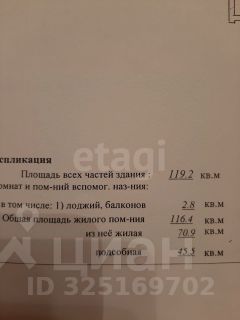 спликация
Площадь всех частей здания : 119.2 кв.м
омнат и пом-ний вспомог. наз-ния:
в том числе: 1) лоджий, балконов 2.8 кв.м
Общая площадь жилого пом-ния 116.4 кв.м
из неё жилая 70.9 кв.м
подсобная 45.5 кв.м
etagi
Циан
ID 325169702